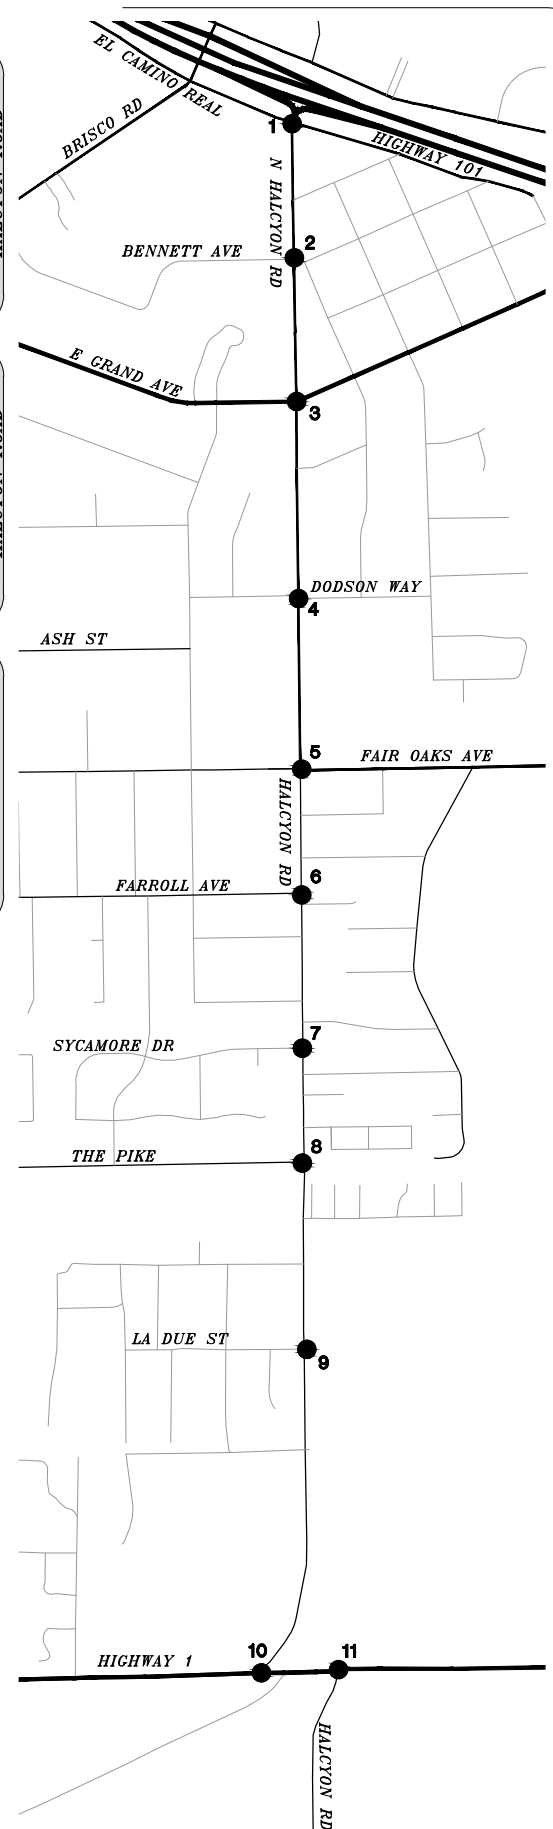 EL CAMINO REAL
BRISCO RD
1
HIGHWAY 101
N HALCYON RD
2
BENNETT AVE
E GRAND AVE
3
DODSON WAY
4
ASH ST
5
FAIR OAKS AVE
HALCYON RD
6
FARROLL AVE
7
SYCAMORE DR
8
THE PIKE
LA DUE ST
9
10
11
HIGHWAY 1
HALCYON RD